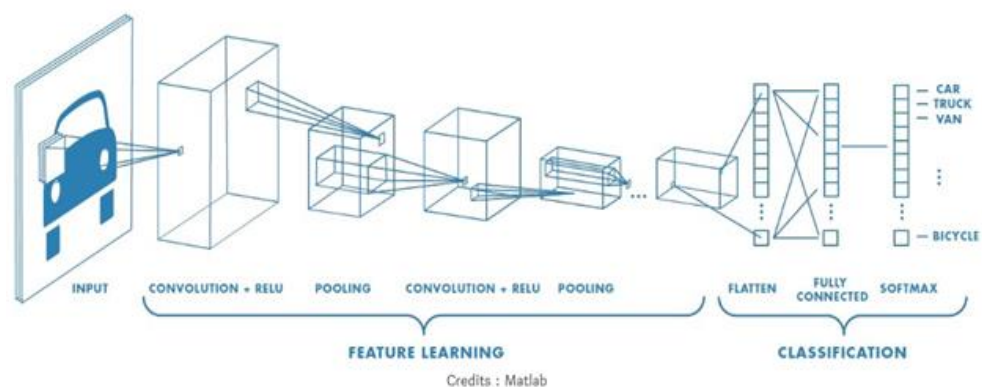 CAR
TRUCK
VAN
BICYCLE
INPUT
CONVOLUTION + RELU
POOLING
CONVOLUTION + RELU
POOLING
FLATTEN
FULLY
CONNECTED
SOFTMAX
FEATURE LEARNING
CLASSIFICATION
Credits : Matlab